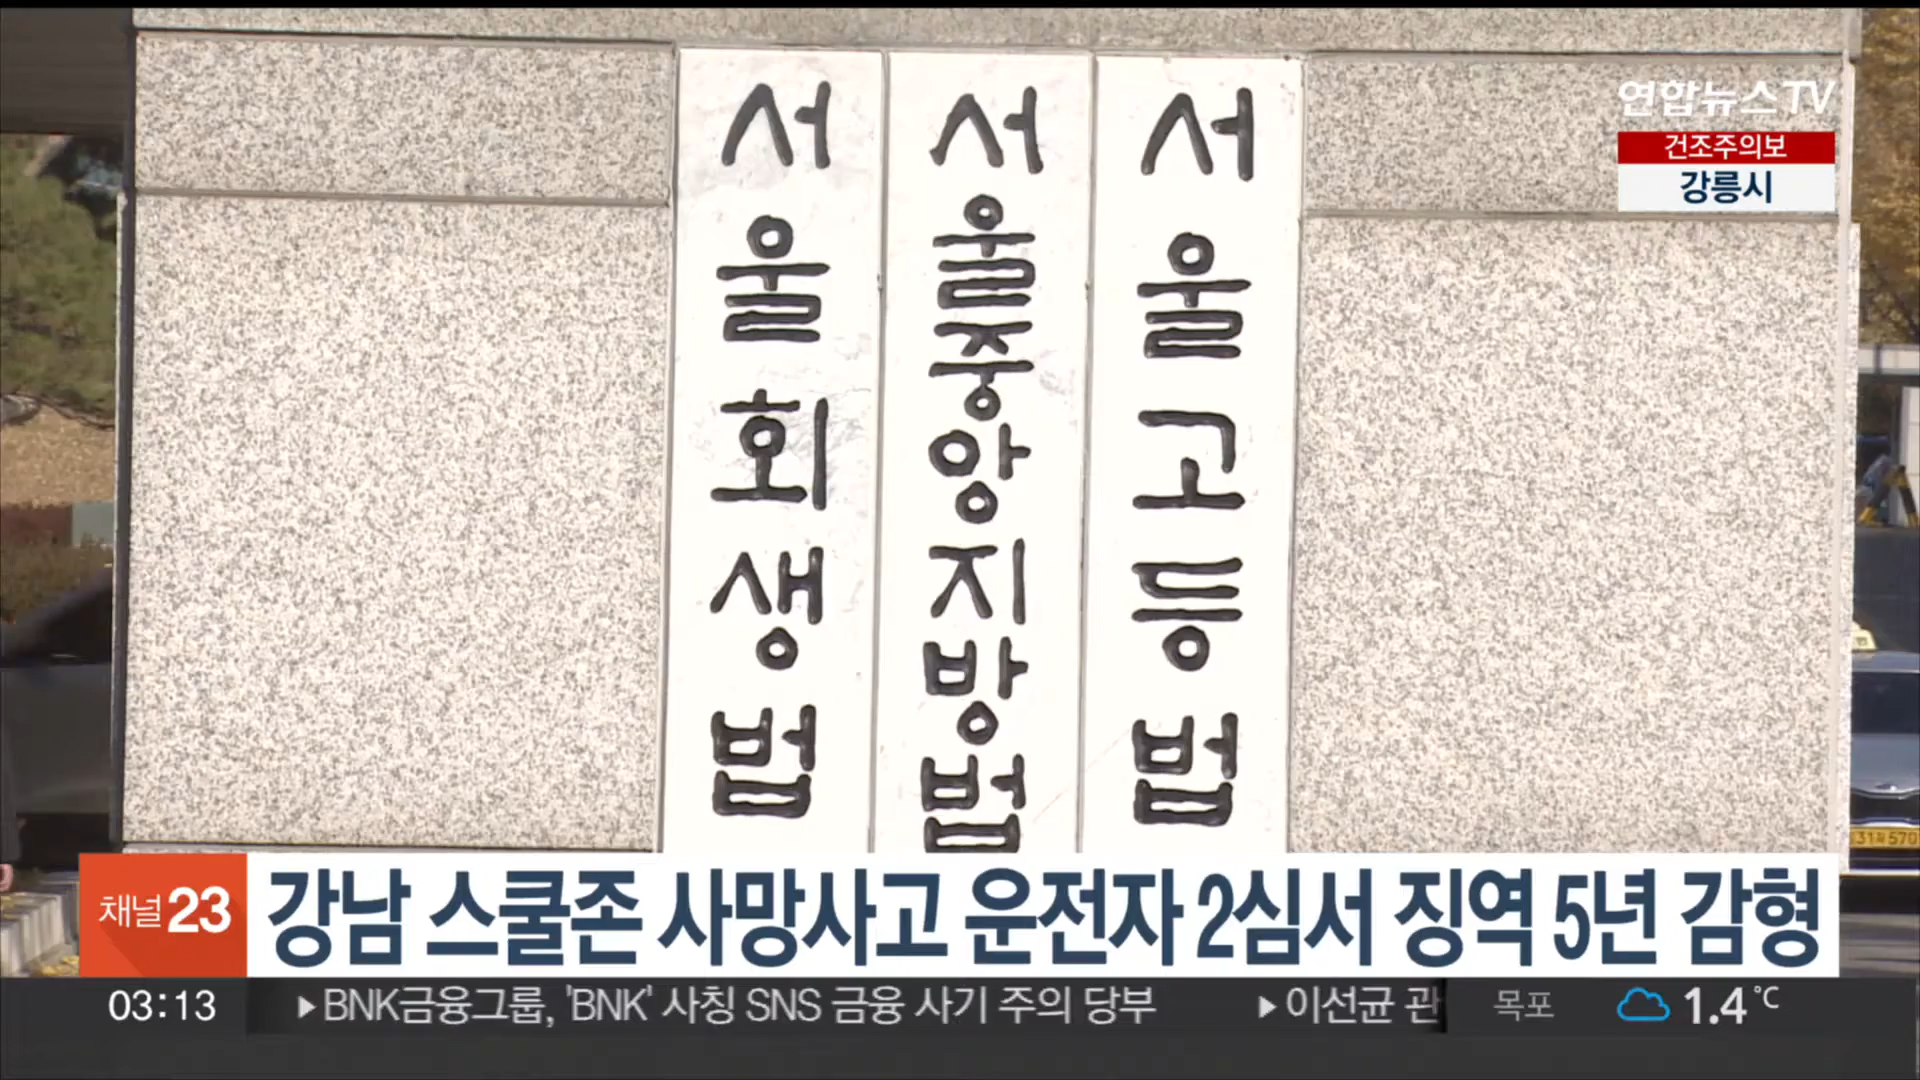 서울회생법
서울중앙지방법
서울고등법
연합뉴스TV
건조주의보
강릉시
채널23
강남 스쿨존 사망사고 운전자 2심서 징역 5년 감형
03:13
▶BNK금융그룹, 'BNK' 사칭 SNS 금융 사기 주의 당부
▶이선균 관
목포
1.4℃